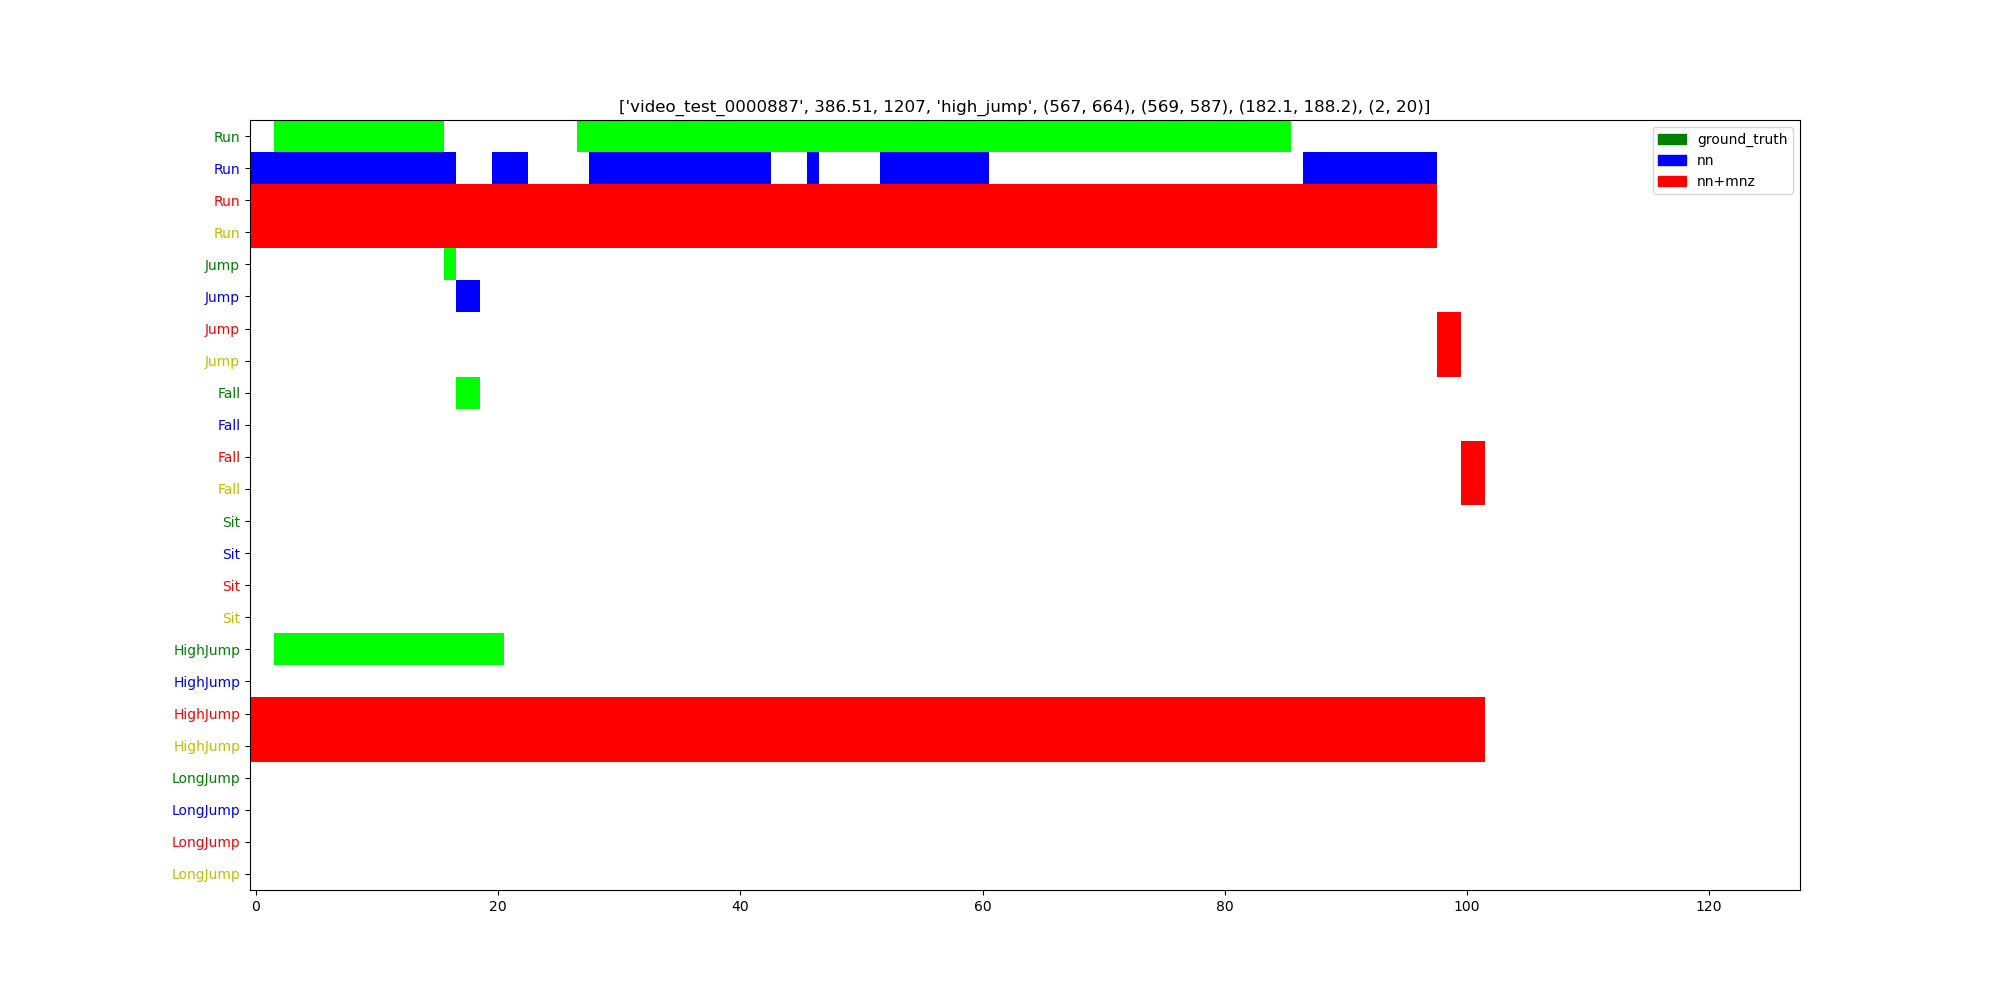 ['video_test_0000887', 386.51, 1207, 'high_jump', (567, 664), (569, 587), (182.1, 188.2), (2, 20)]
ground_truth
nn
nn+mnz
Run
Run
Run
Run
Jump
Jump
Jump
Jump
Fall
Fall
Fall
Fall
Sit
Sit
Sit
Sit
HighJump
HighJump
HighJump
HighJump
LongJump
LongJump
LongJump
LongJump
0 20 40 60 80 100 120